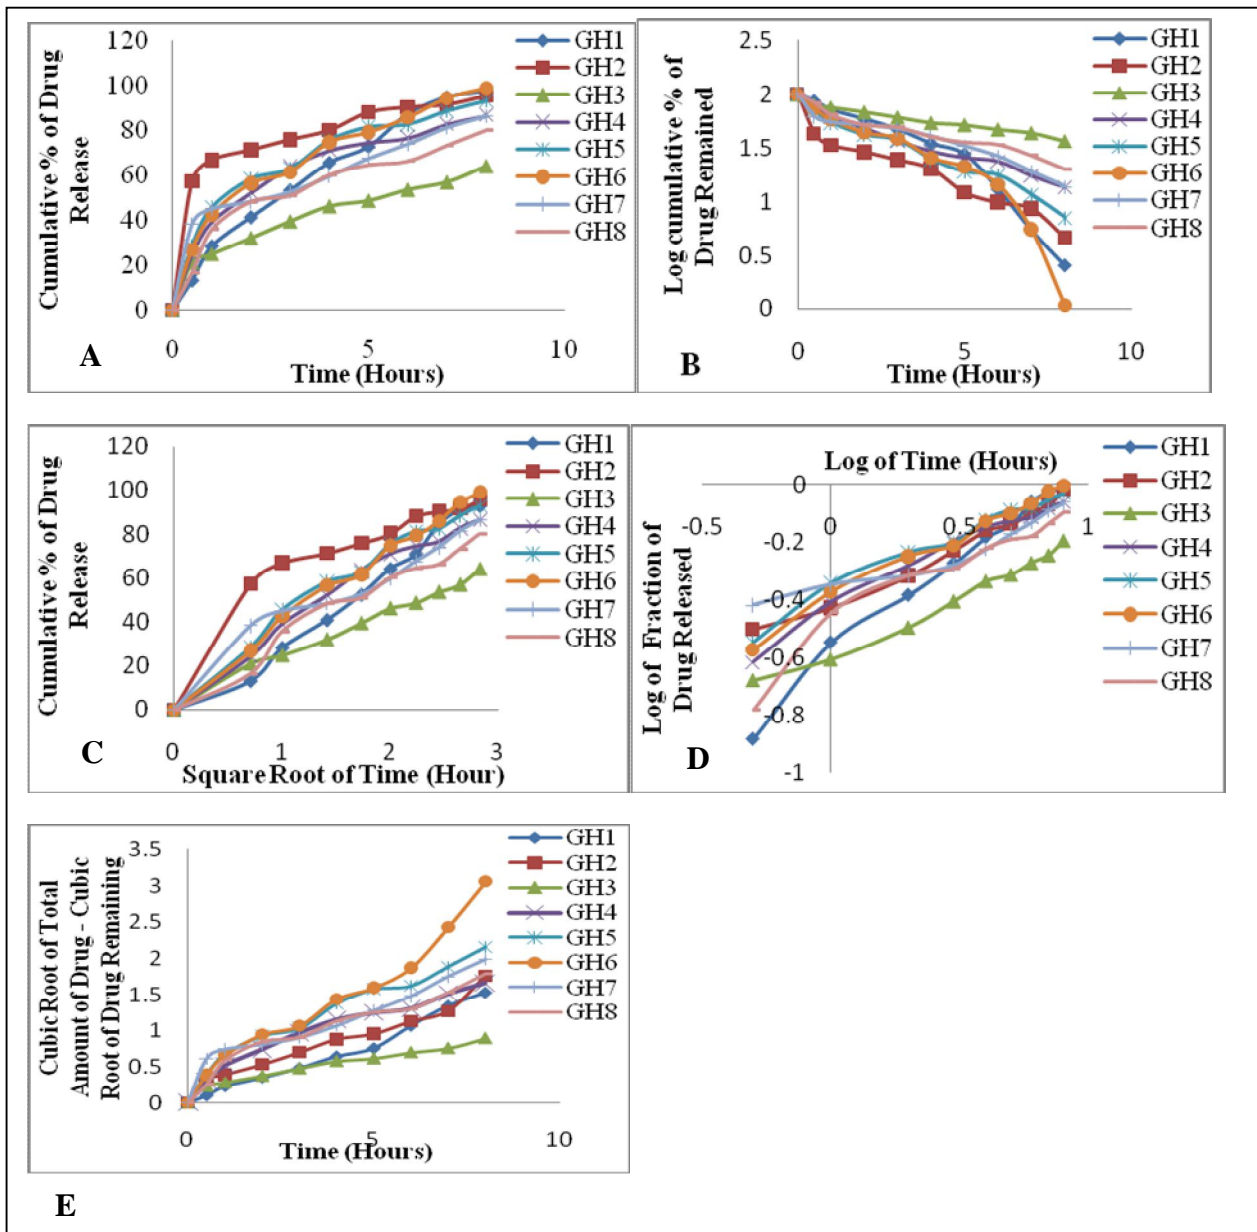 120
100
80
60
40
20
0
Cumulative % of Drug
Release
0
5
10
Time (Hours)
A
GH1
GH2
GH3
GH4
GH5
GH6
GH7
GH8
2.5
2
1.5
1
0.5
0
Log cumulative % of
Drug Remained
0
5
10
Time (Hours)
B
GH1
GH2
GH3
GH4
GH5
GH6
GH7
GH8
120
100
80
60
40
20
0
Cumulative % of Drug
Release
0
1
2
3
Square Root of Time (Hour)
C
GH1
GH2
GH3
GH4
GH5
GH6
GH7
GH8
Log of Time (Hours)
-0.5
0
0.5
1
0
-0.2
-0.4
-0.6
-0.8
-1
Log of Fraction of
Drug Released
D
GH1
GH2
GH3
GH4
GH5
GH6
GH7
GH8
3.5
3
2.5
2
1.5
1
0.5
0
Cubic Root of Total
Amount of Drug - Cubic
Root of Drug Remaining
0
5
10
Time (Hours)
E
GH1
GH2
GH3
GH4
GH5
GH6
GH7
GH8